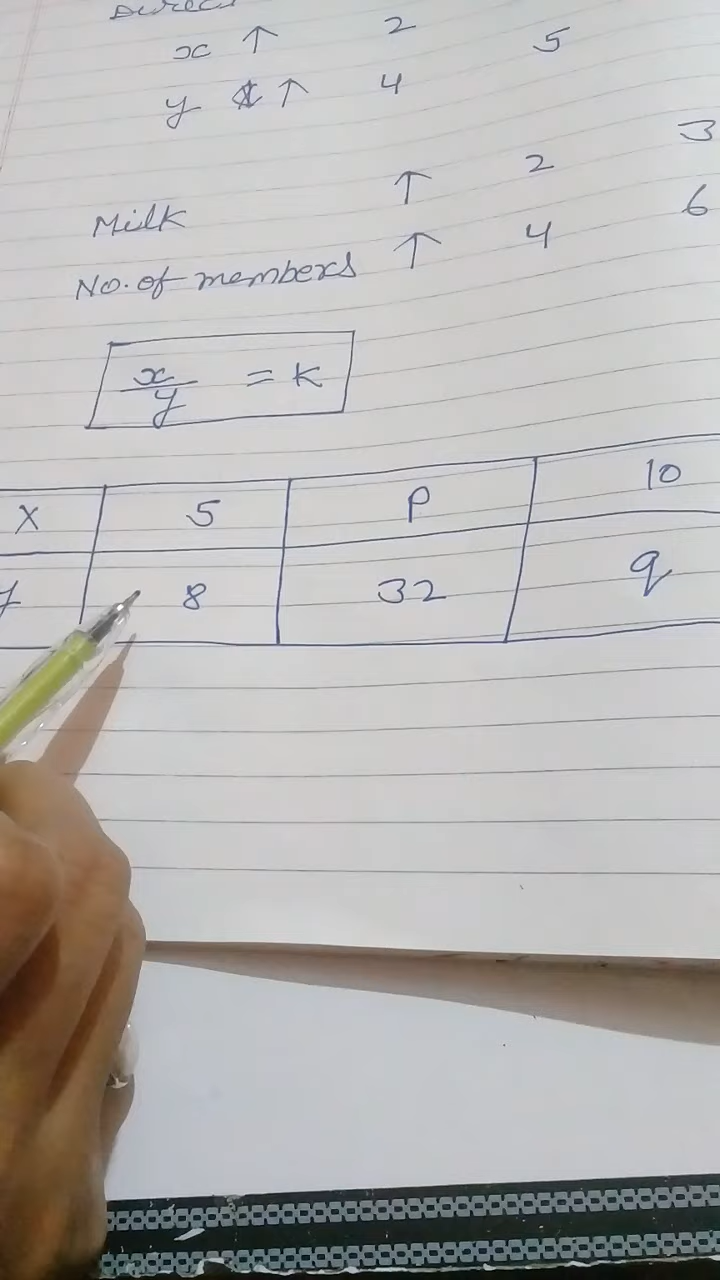 x ↑ 2 5
y ↑ 4
Milk ↑ 2 3
No. of members ↑ 4 6
x/y = k
X 5 P 10
y 8 32 q